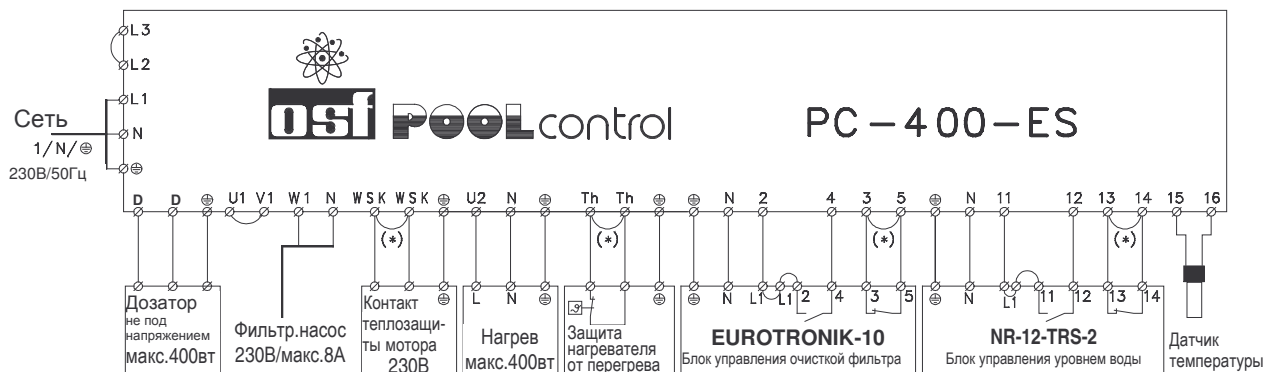 L3
L2
L1
N
⏚
Сеть
1/N/⏚
230В/50Гц
osf POOL control
PC-400-ES
D D ⏚ U1 V1 W1 N WSK WSK ⏚ U2 N ⏚ Th Th ⏚ ⏚ N 2 4 3 5 ⏚ N 11 12 13 14 15 16
(*) (*) (*) (*)
Дозатор
не под
напряжением
макс.400вт
Фильтр.насос
230В/макс.8А
⏚
Контакт
теплозащи-
ты мотора
230В
L N ⏚
Нагрев
макс.400вт
⏚
Защита
нагревателя
от перегрева
⏚ N L1 L1 2 4 3 5
EUROTRONIK-10
Блок управления очисткой фильтра
⏚ N L1 11 12 13 14
NR-12-TRS-2
Блок управления уровнем воды
Датчик
температуры